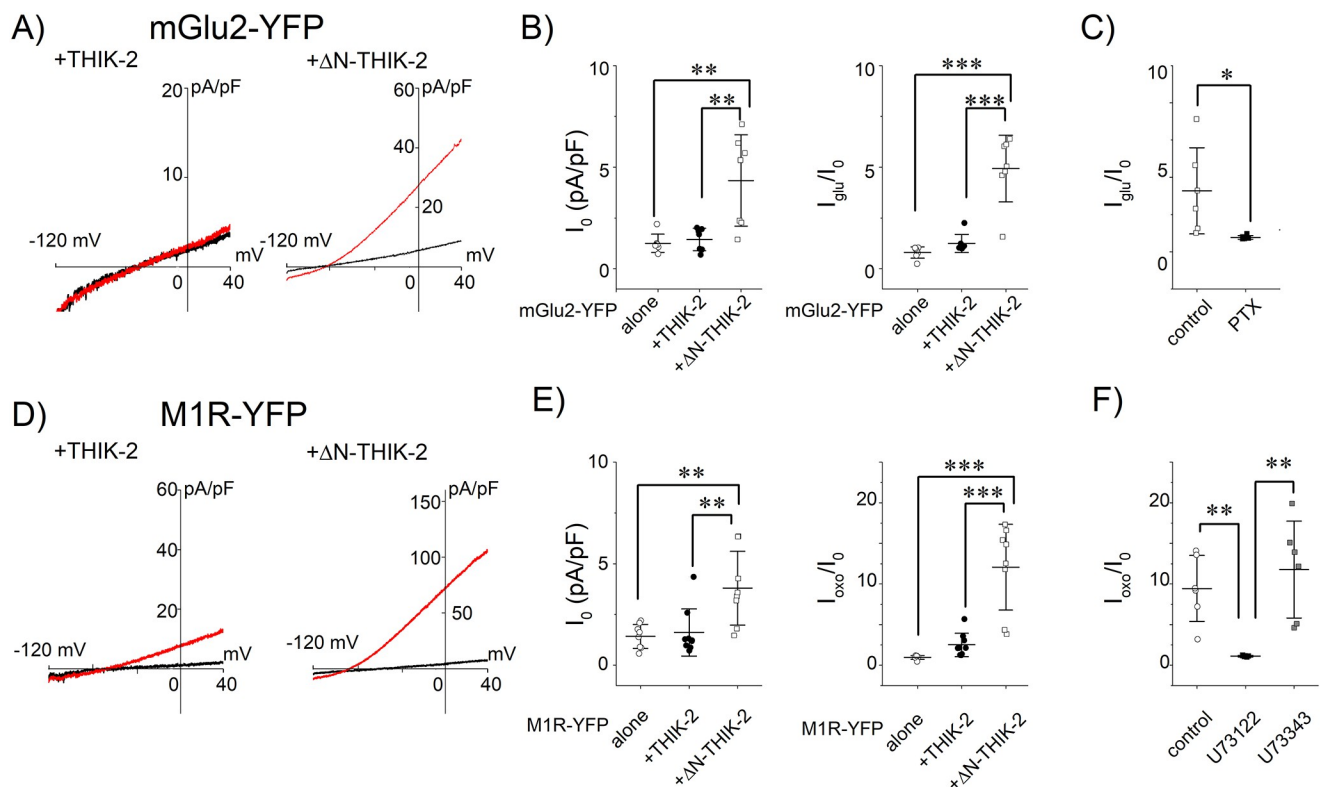 A)
mGlu2-YFP
+THIK-2
+ΔN-THIK-2
20
pA/pF
10
-120 mV
mV
0
40
60
pA/pF
40
20
-120 mV
mV
0
40
B)
**
**
10
5
0
I0 (pA/pF)
mGlu2-YFP
alone
+THIK-2
+ΔN-THIK-2
***
***
10
5
0
Iglu/I0
mGlu2-YFP
alone
+THIK-2
+ΔN-THIK-2
C)
*
10
5
0
Iglu/I0
control
PTX
D)
M1R-YFP
+THIK-2
+ΔN-THIK-2
60
pA/pF
40
20
-120 mV
mV
0
40
pA/pF
150
100
50
-120 mV
mV
0
40
E)
**
**
10
5
0
I0 (pA/pF)
M1R-YFP
alone
+THIK-2
+ΔN-THIK-2
***
***
20
10
0
Ioxo/I0
M1R-YFP
alone
+THIK-2
+ΔN-THIK-2
F)
**
**
20
10
0
Ioxo/I0
control
U73122
U73343